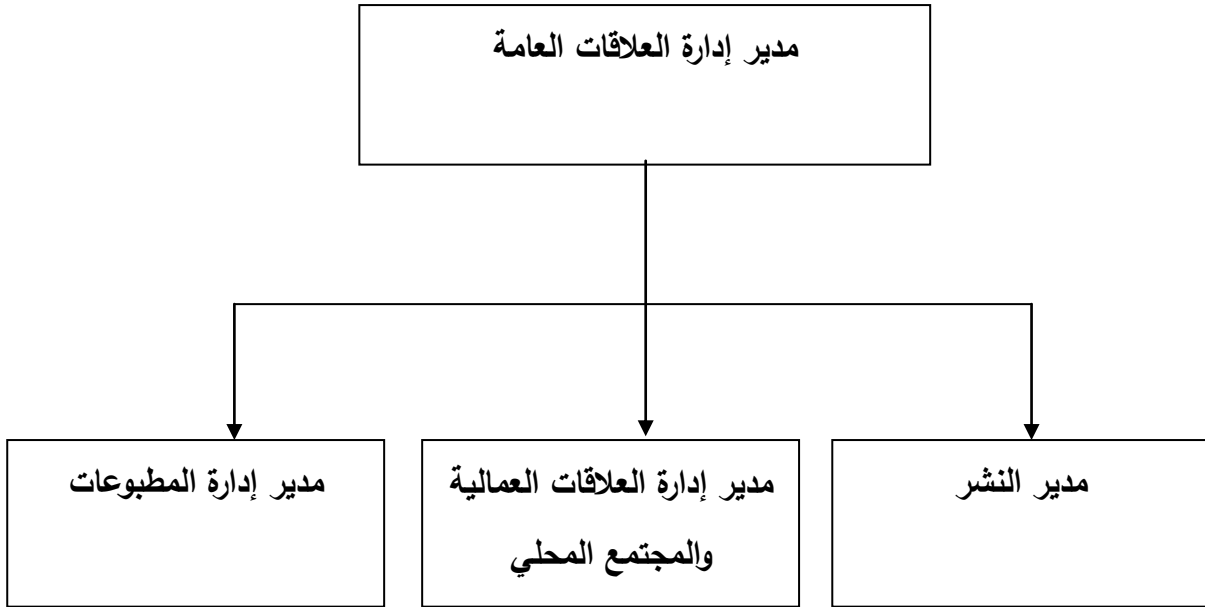 مدير إدارة العلاقات العامة
مدير النشر
مدير إدارة العلاقات العمالية
والمجتمع المحلي
مدير إدارة المطبوعات